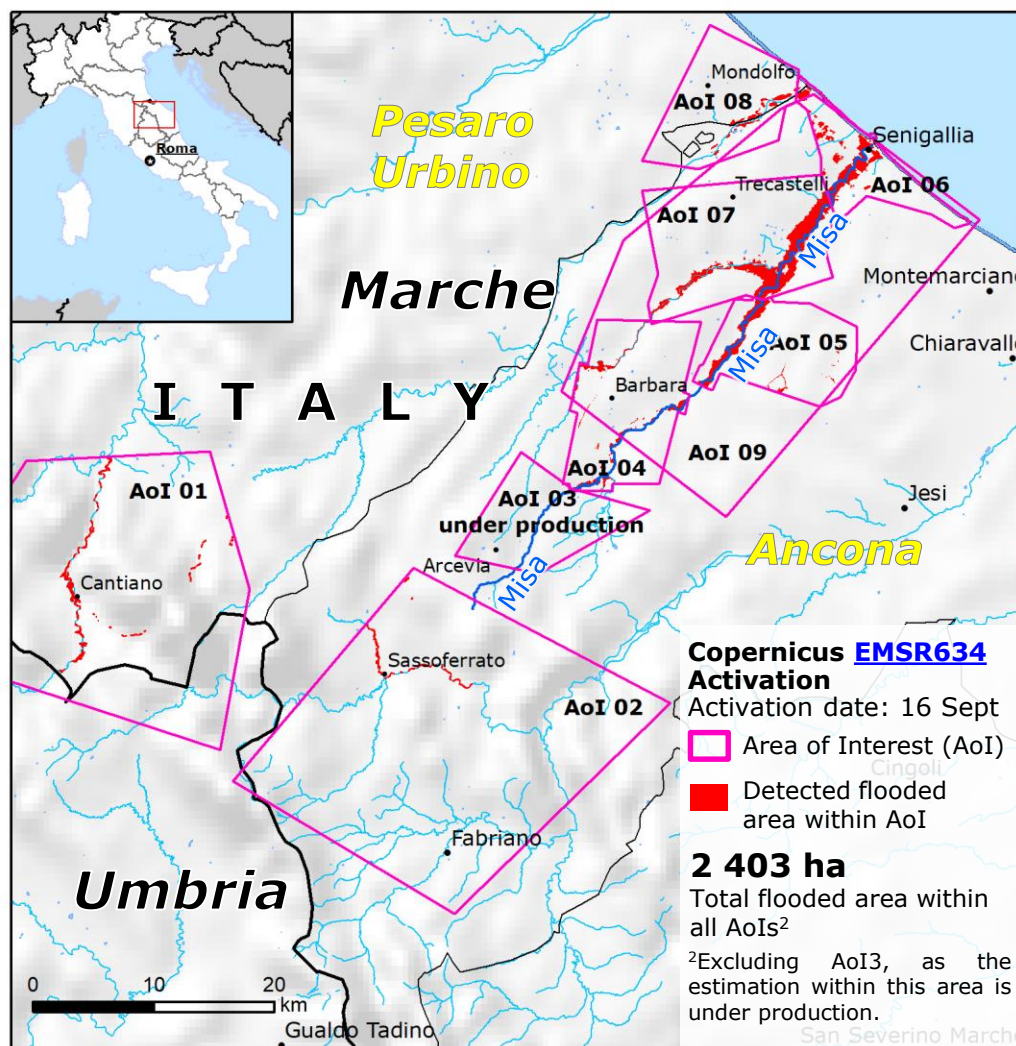 Roma
Pesaro
Urbino
Mondolfo
AoI 08
Senigallia
AoI 06
Trecastelli
AoI 07
Misa
Marche
Montemarciano
Chiaravalle
ITALY
Misa
AoI 05
Barbara
AoI 09
AoI 04
AoI 01
AoI 03
under production
Jesi
Ancona
Cantiano
Arcevia
Misa
Sassoferrato
AoI 02
Fabriano
Umbria
Copernicus EMSR634
Activation
Activation date: 16 Sept
Area of Interest (AoI)
Cingoli
Detected flooded
area within AoI
2 403 ha
Total flooded area within
all AoIs²
²Excluding AoI3, as the
estimation within this area is
under production.
0 10 20
km
Gualdo Tadino
San Severino Marche